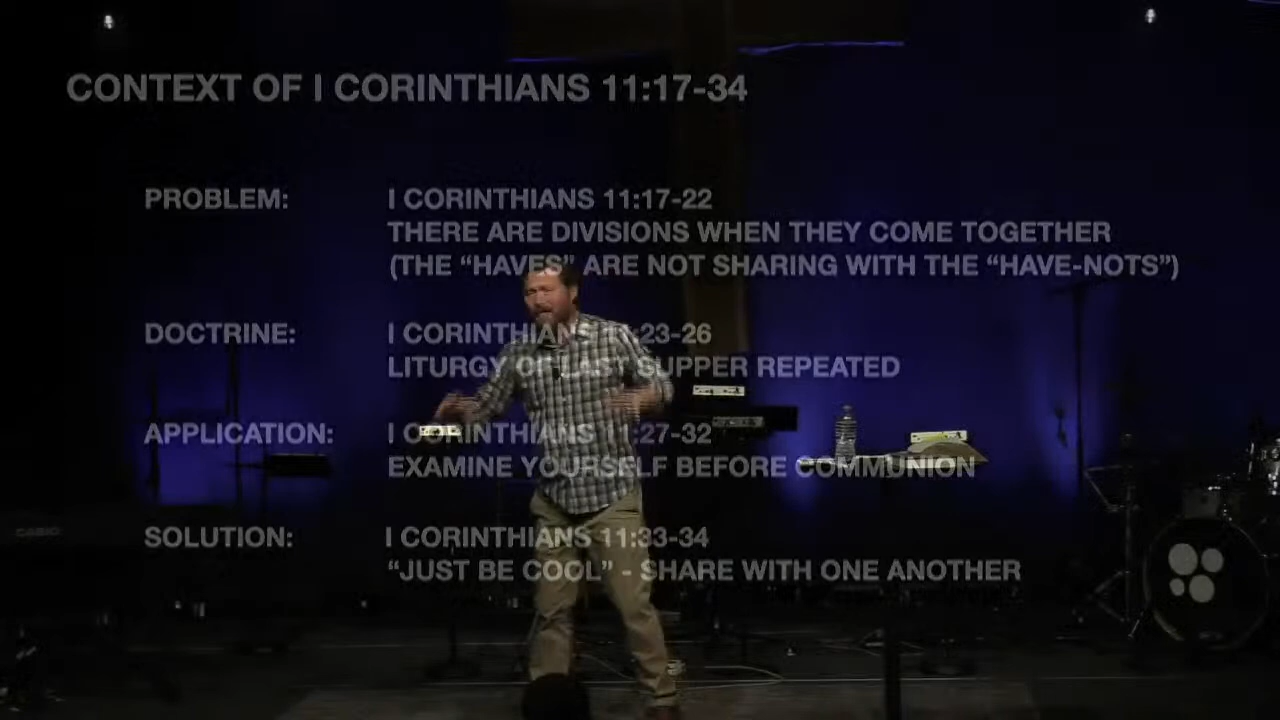 CONTEXT OF I CORINTHIANS 11:17-34
PROBLEM: I CORINTHIANS 11:17-22
THERE ARE DIVISIONS WHEN THEY COME TOGETHER
(THE “HAVES” ARE NOT SHARING WITH THE “HAVE-NOTS”)
DOCTRINE: I CORINTHIANS 11:23-26
LITURGY OF LAST SUPPER REPEATED
APPLICATION: I CORINTHIANS 11:27-32
EXAMINE YOURSELF BEFORE COMMUNION
SOLUTION: I CORINTHIANS 11:33-34
“JUST BE COOL” - SHARE WITH ONE ANOTHER
CASIO